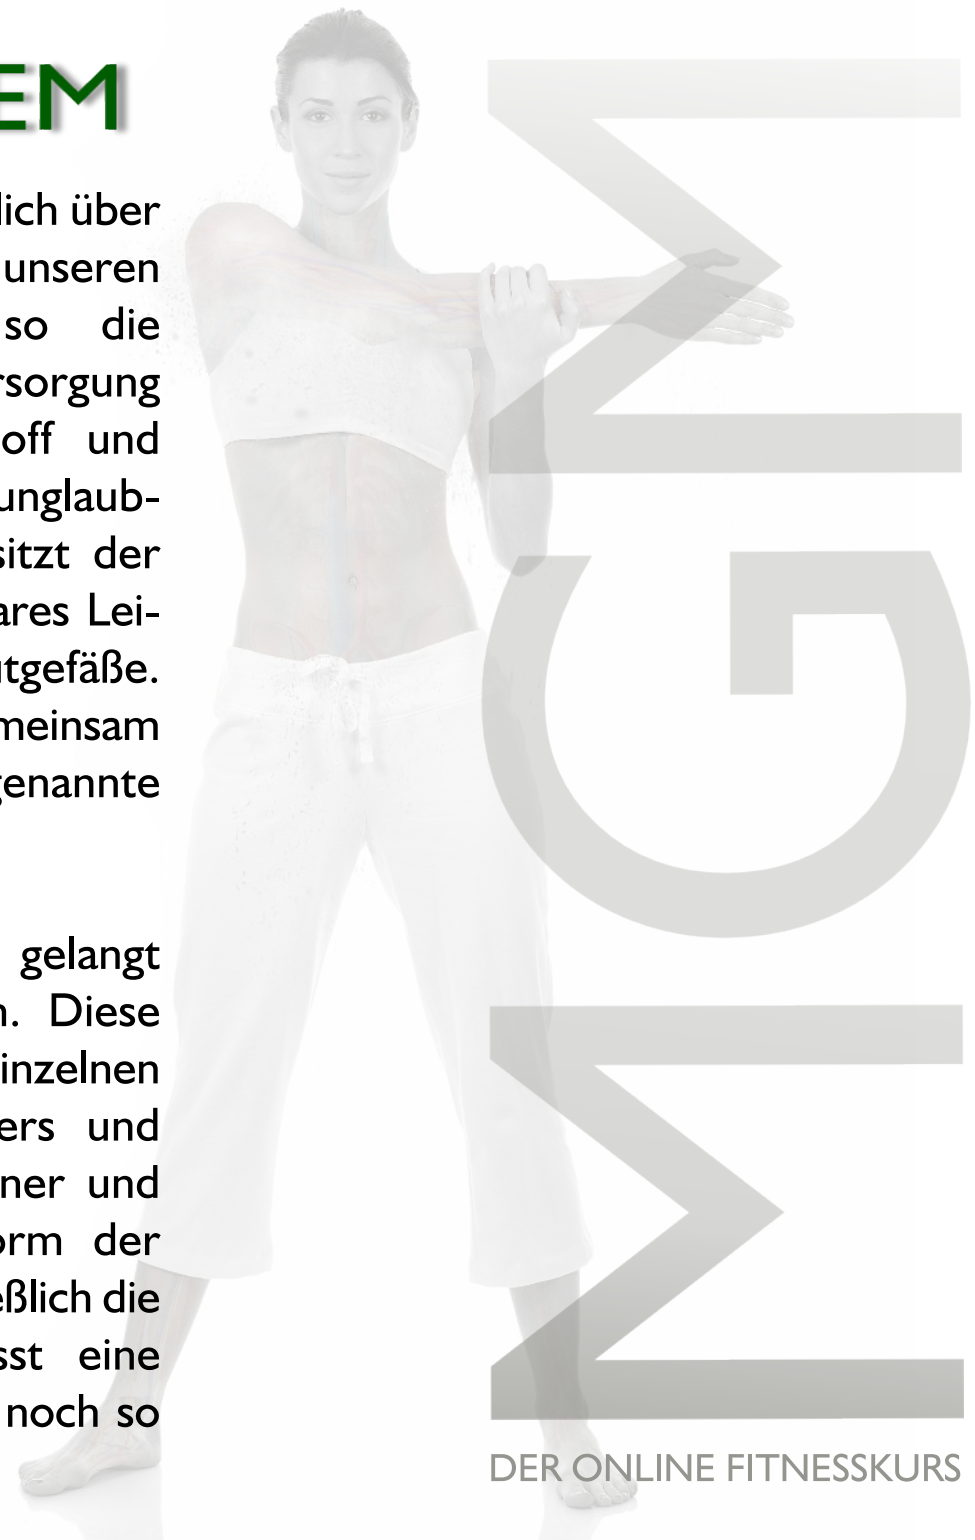 EM
lich über
unseren
so die
rsorgung
off und
unglaub-
sitzt der
ares Lei-
utgefäße.
meinsam
genannte
gelangt
n. Diese
inzelnen
ers und
ner und
orm der
eßlich die
sst eine
noch so
MGM
DER ONLINE FITNESSKURS